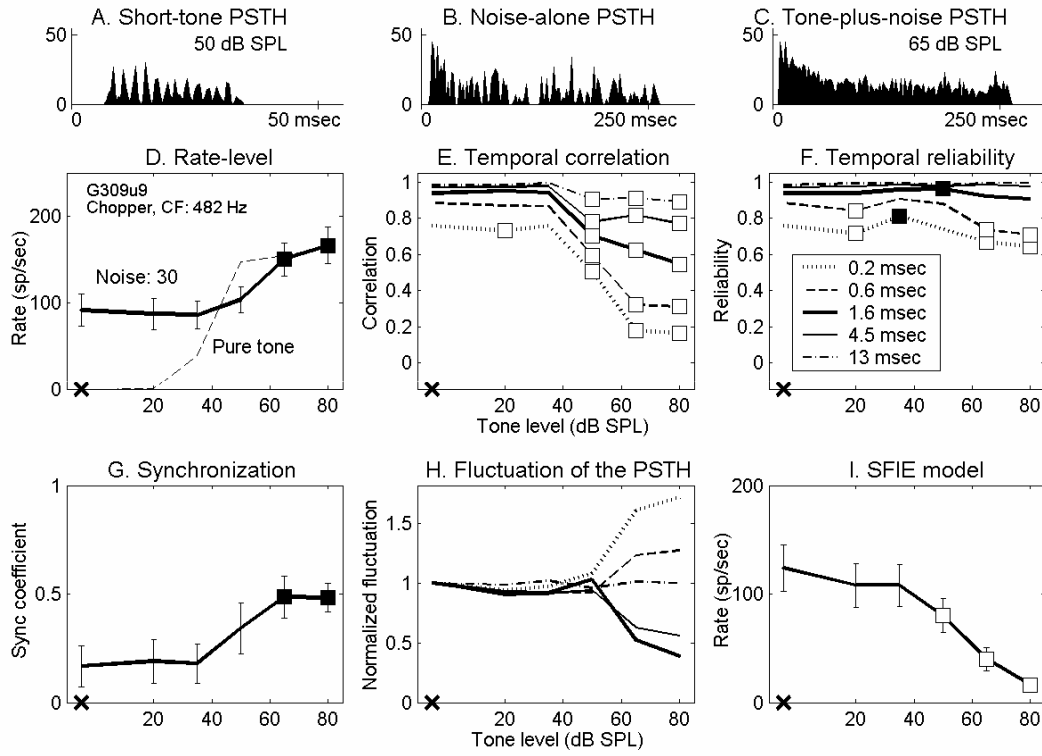 A. Short-tone PSTH
50 dB SPL
50
0
0
50 msec
B. Noise-alone PSTH
50
0
0
250 msec
C. Tone-plus-noise PSTH
65 dB SPL
50
0
0
250 msec
D. Rate-level
G309u9
Chopper, CF: 482 Hz
Noise: 30
Pure tone
Rate (sp/sec)
200
100
0
20 40 60 80
E. Temporal correlation
Correlation
1
0.8
0.6
0.4
0.2
0
20 40 60 80
Tone level (dB SPL)
F. Temporal reliability
Reliability
1
0.8
0.6
0.4
0.2
0
0.2 msec
0.6 msec
1.6 msec
4.5 msec
13 msec
20 40 60 80
G. Synchronization
Sync coefficient
1
0.5
0
20 40 60 80
H. Fluctuation of the PSTH
Normalized fluctuation
1.5
1
0.5
0
20 40 60 80
Tone level (dB SPL)
I. SFIE model
Rate (sp/sec)
200
100
0
20 40 60 80